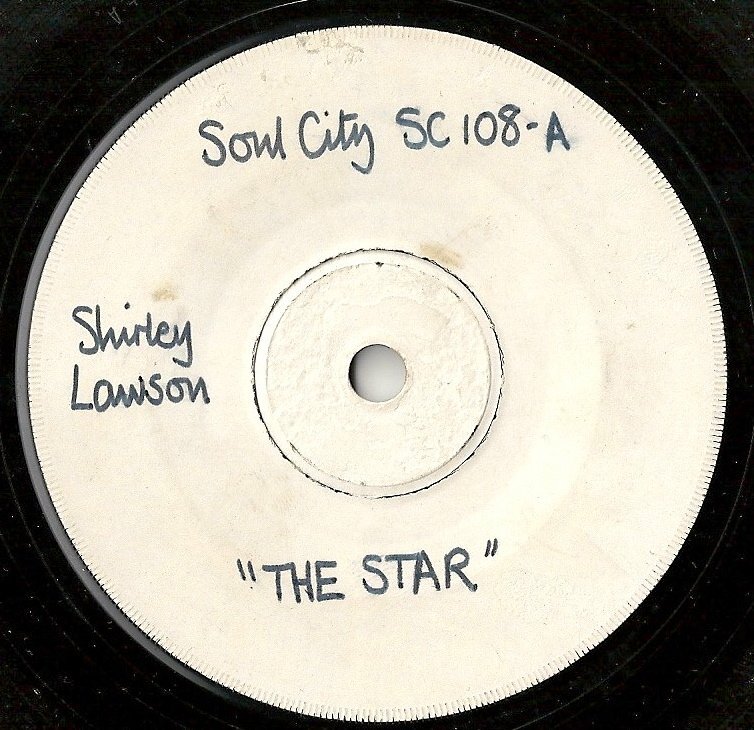 Soul City SC 108-A
Shirley
Lawson
"THE STAR"